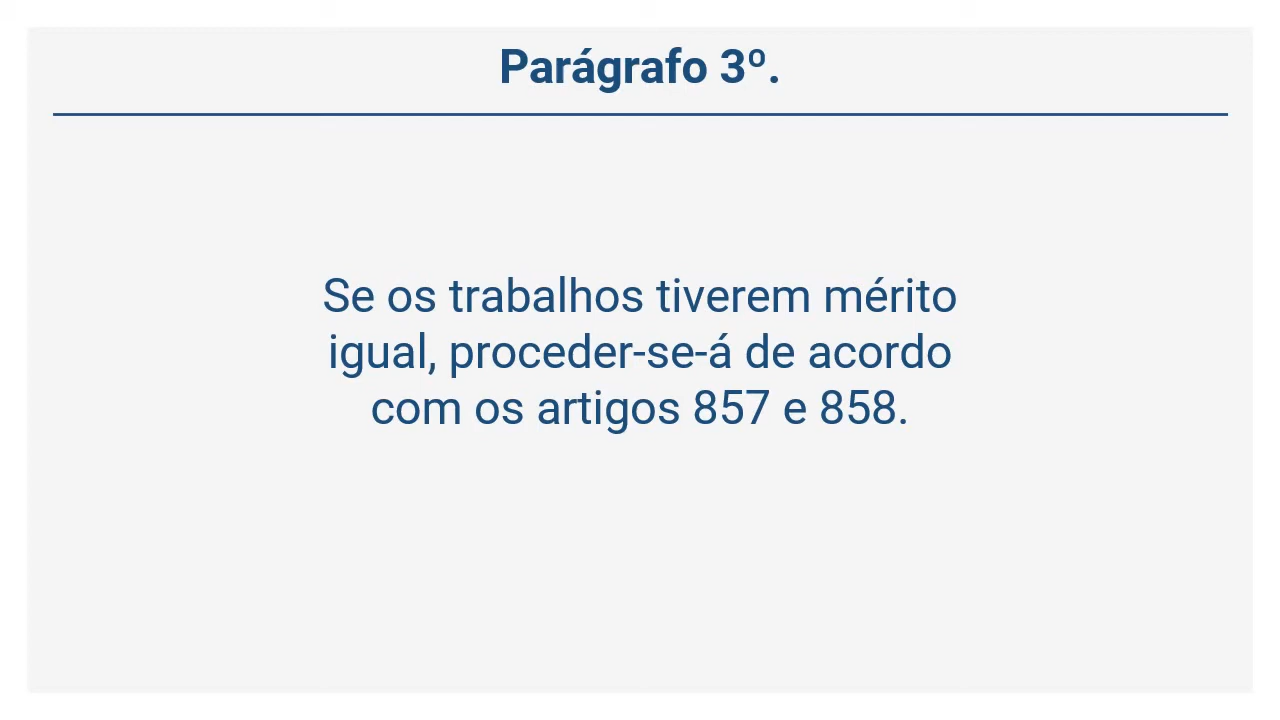 Parágrafo 3º.
Se os trabalhos tiverem mérito
igual, proceder-se-á de acordo
com os artigos 857 e 858.